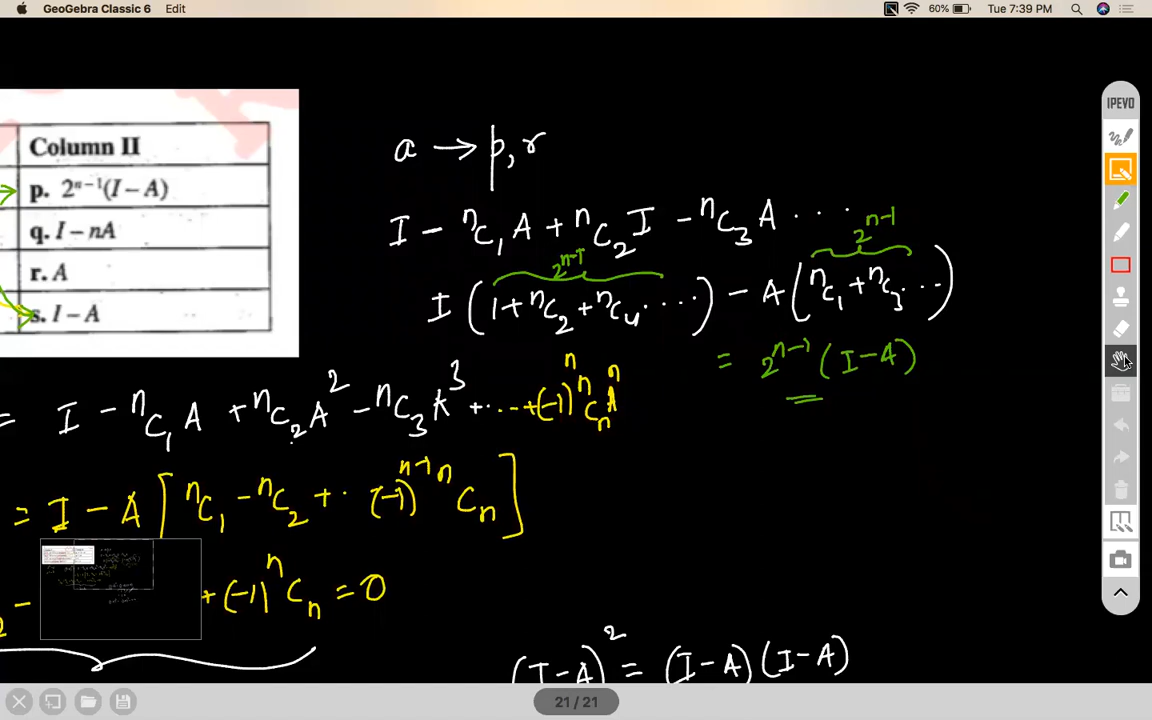 GeoGebra Classic 6 Edit 60% Tue 7:39 PM
IPEVO
Column II
p. 2ⁿ⁻¹(I – A)
q. I – nA
r. A
s. I – A
a → p, r
I – ⁿC₁A + ⁿC₂I – ⁿC₃A ...
2ⁿ⁻¹ 2ⁿ⁻¹
I(1+ⁿC₂+ⁿC₄....) – A(ⁿC₁+ⁿC₃...)
= 2ⁿ⁻¹(I–A)
= I – ⁿC₁A + ⁿC₂A² – ⁿC₃A³ +...+(-1)ⁿ ⁿCₙAⁿ
= I – A[ⁿC₁ – ⁿC₂ + · (-1)ⁿ⁻¹ ⁿCₙ]
+(-1)ⁿCₙ = 0
(I–A)² = (I–A)(I–A)
21 / 21